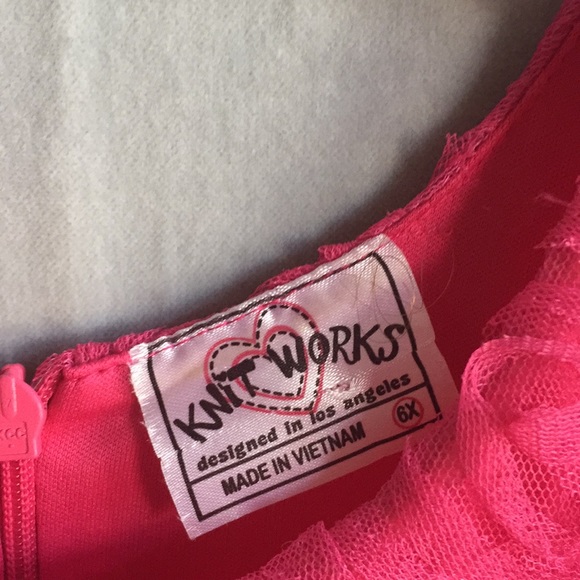 KNIT WORKS
designed in los angeles
MADE IN VIETNAM 6X